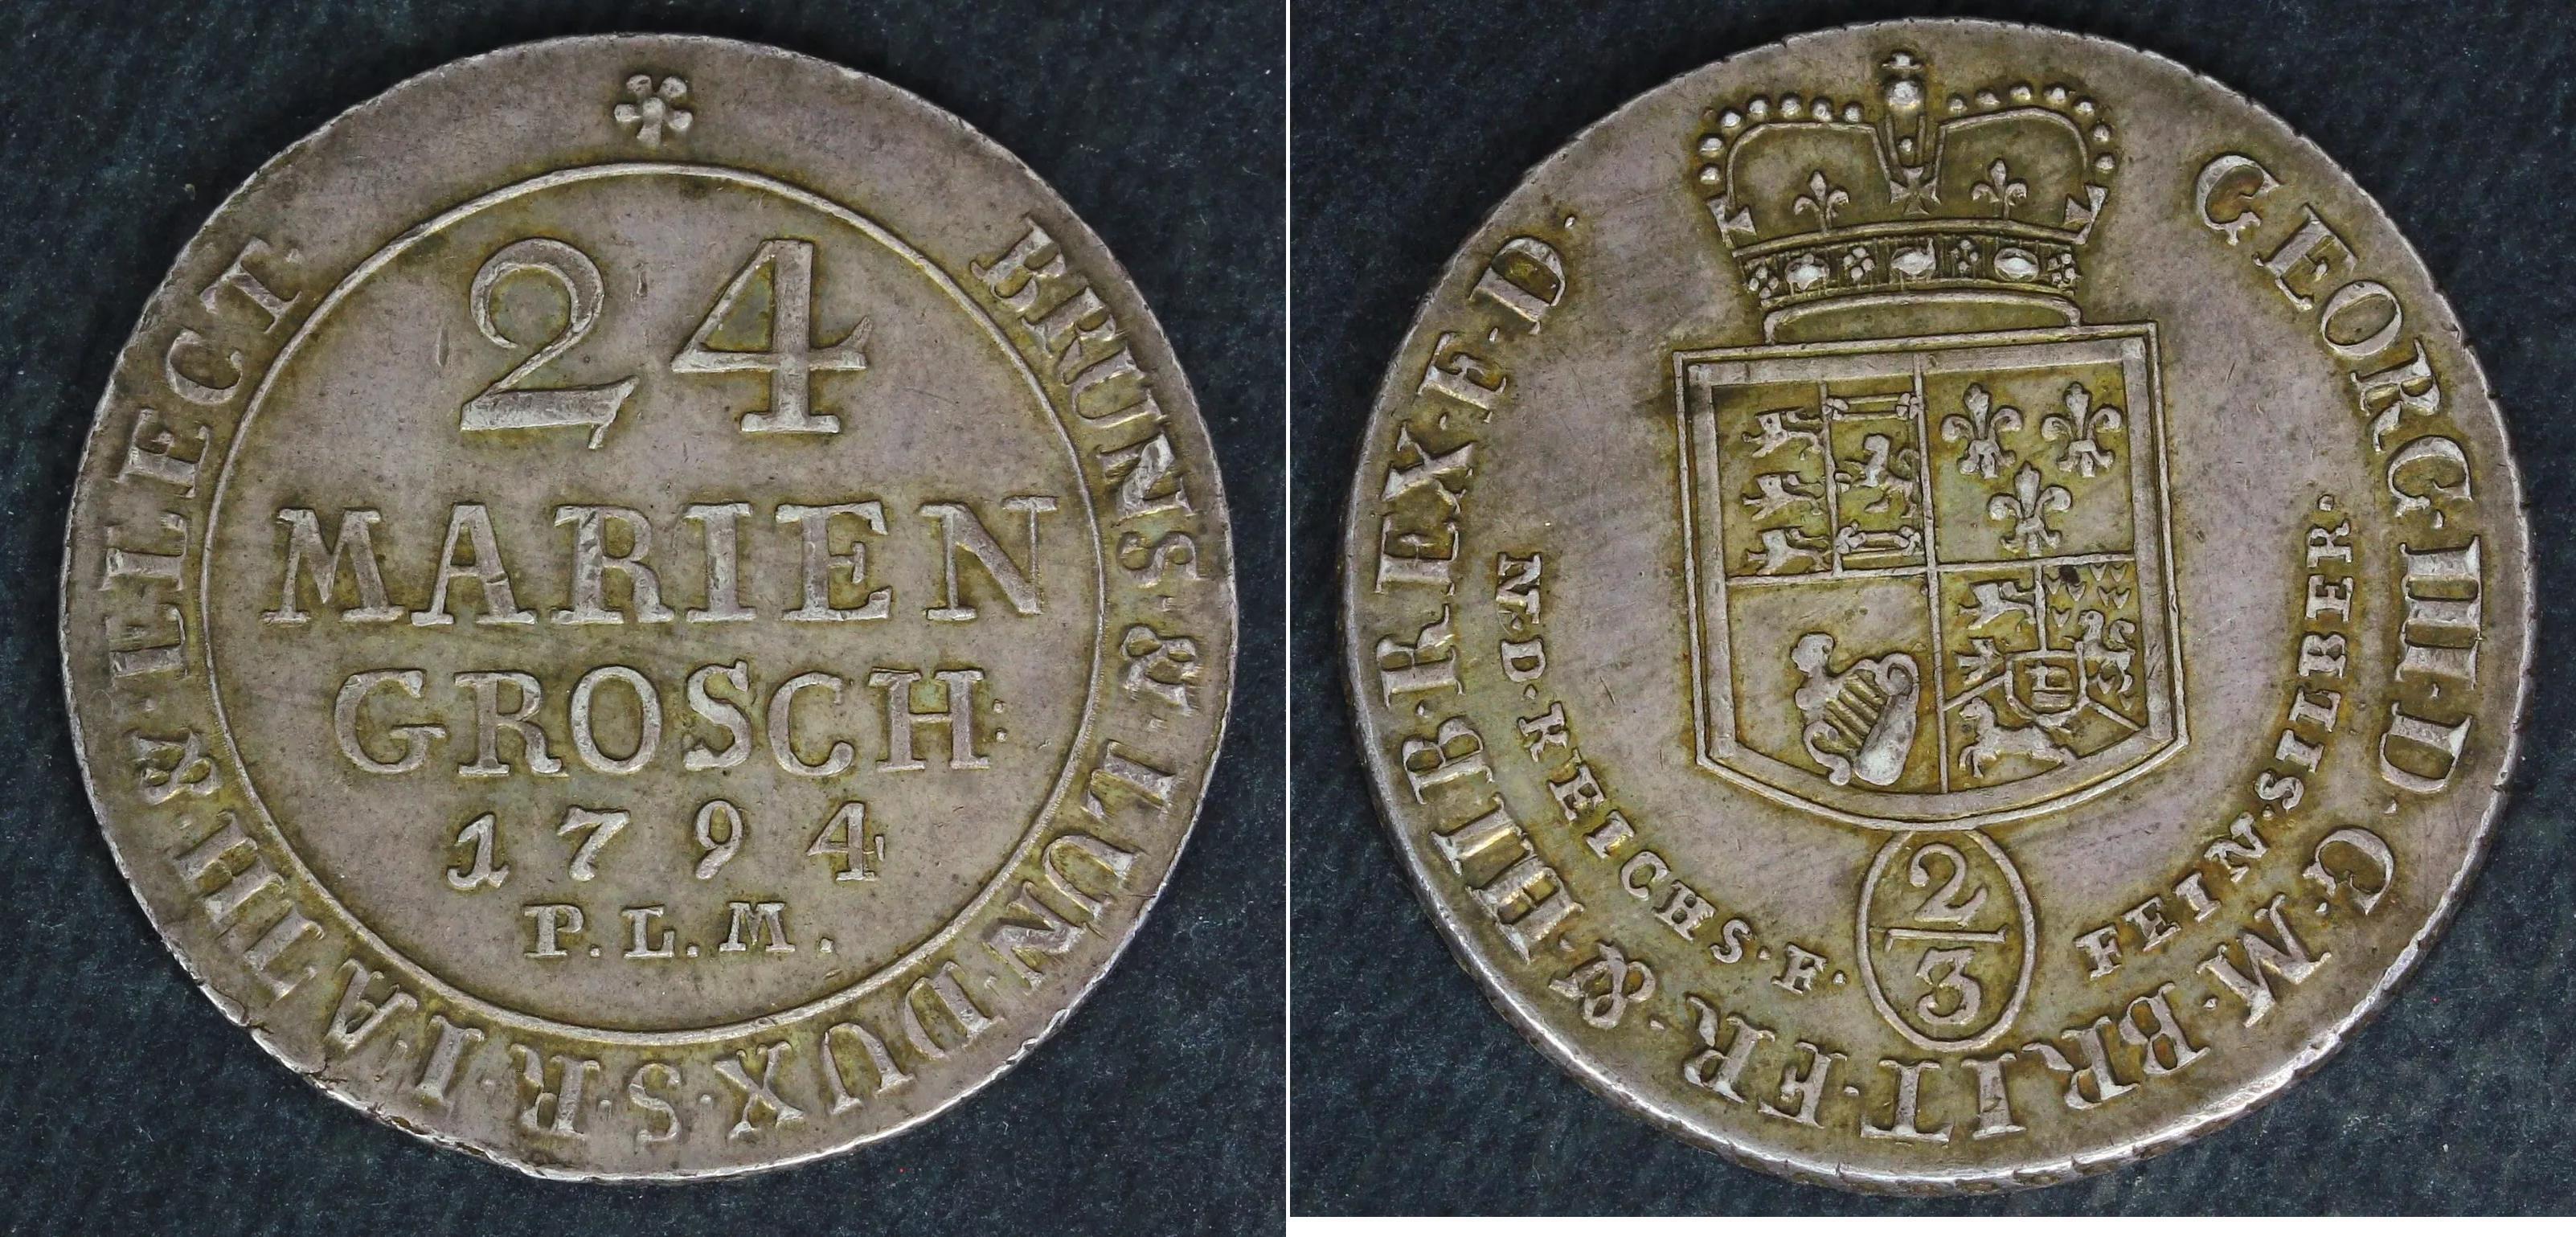 BRUNS·&·LUN·DUX·S·R·I·A·TH·&·ELECT·
24
MARIEN
GROSCH:
1794
P.L.M.
GEORG·III·D·G·M·BRIT·FR·&·HIB·REX·F·D·
N·D·REICHS·F· FEIN·SILBER·
2
3